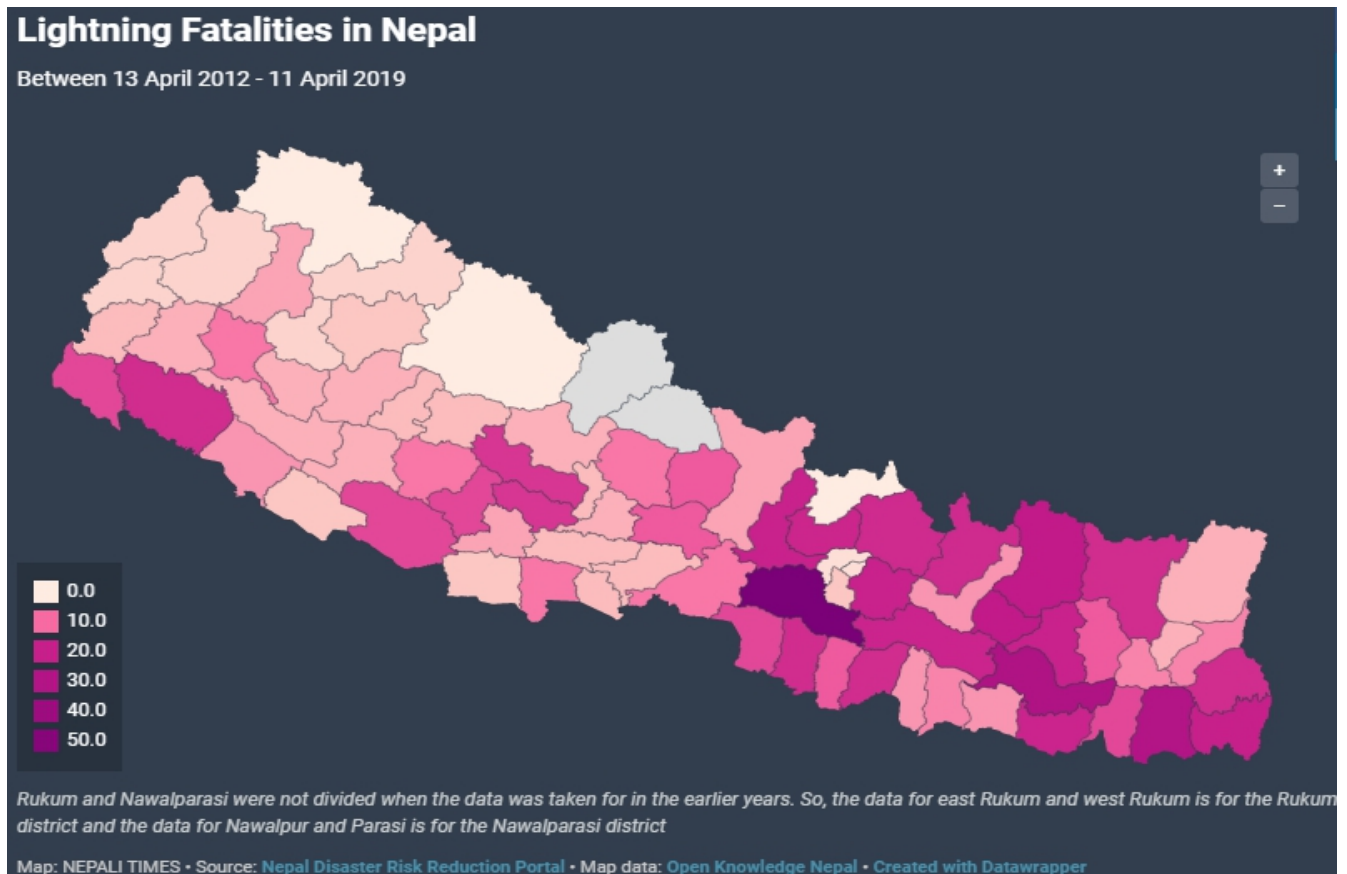 Lightning Fatalities in Nepal
Between 13 April 2012 - 11 April 2019
+
−
0.0
10.0
20.0
30.0
40.0
50.0
Rukum and Nawalparasi were not divided when the data was taken for in the earlier years. So, the data for east Rukum and west Rukum is for the Rukum
district and the data for Nawalpur and Parasi is for the Nawalparasi district
Map: NEPALI TIMES • Source: Nepal Disaster Risk Reduction Portal • Map data: Open Knowledge Nepal • Created with Datawrapper